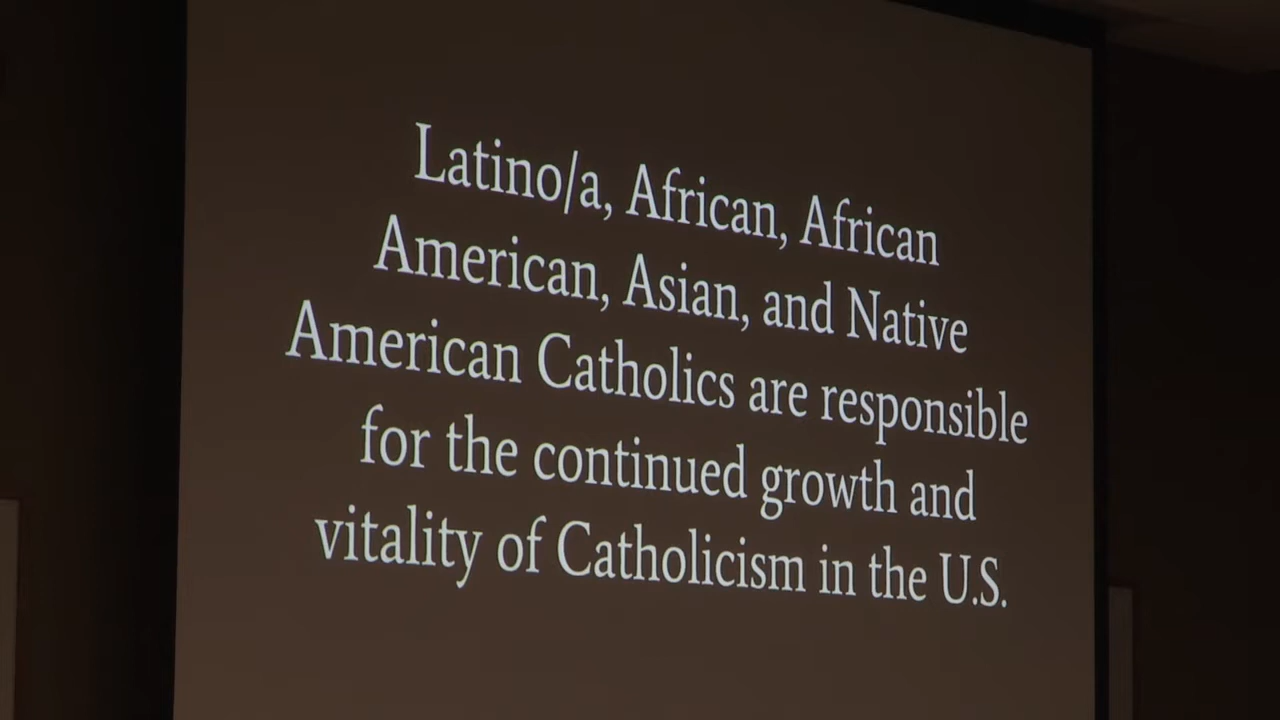 Latino/a, African, African
American, Asian, and Native
American Catholics are responsible
for the continued growth and
vitality of Catholicism in the U.S.